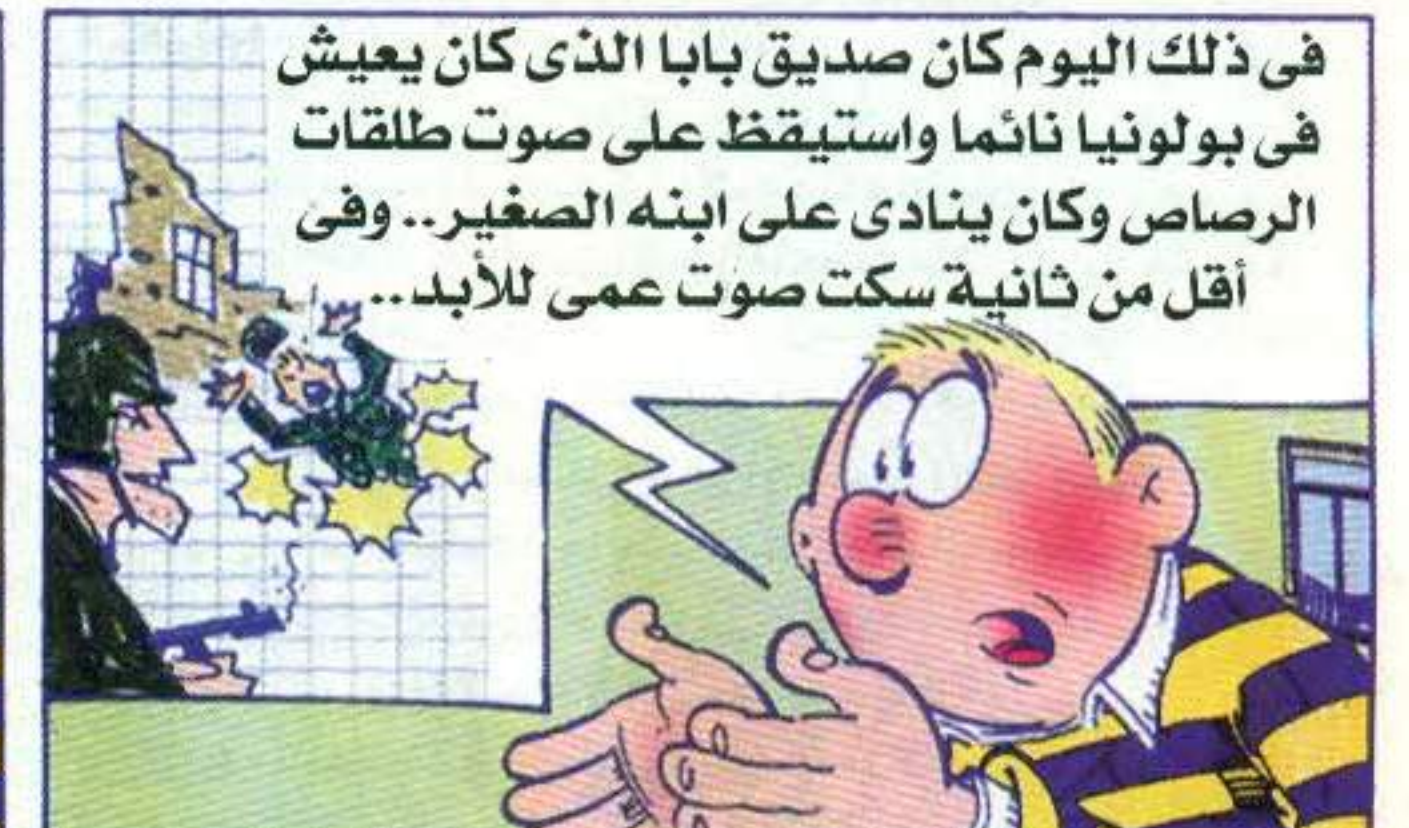 فى ذلك اليوم كان صديق بابا الذى كان يعيش
فى بولونيا نائما واستيقظ على صوت طلقات
الرصاص وكان ينادى على ابنه الصغير.. وفى
أقل من ثانية سكت صوت عمى للأبد..